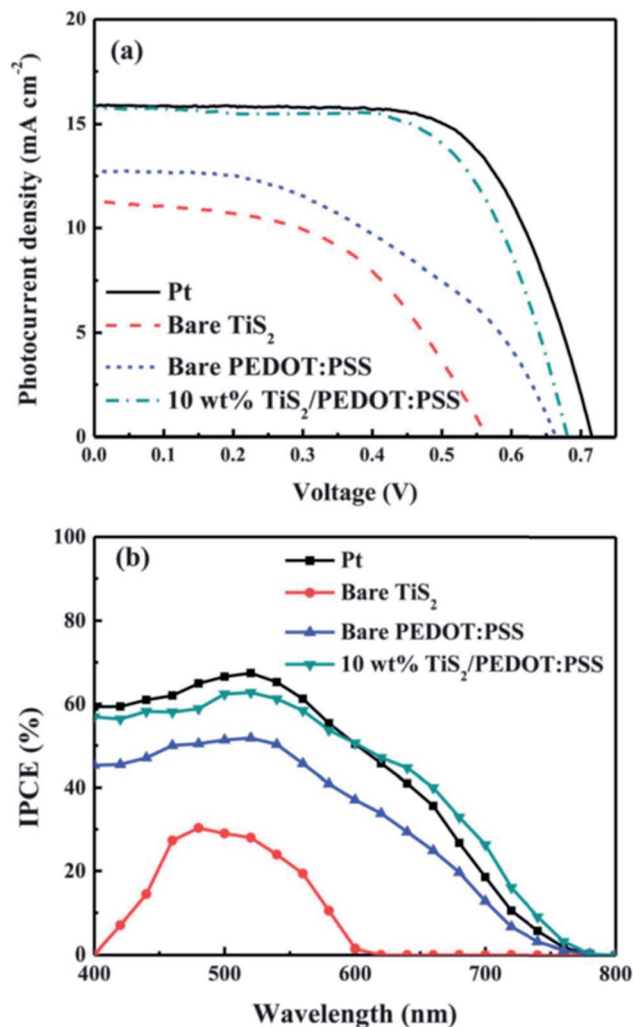 (a)
Photocurrent density (mA cm⁻²)
20
15
10
5
0
Pt
Bare TiS₂
Bare PEDOT:PSS
10 wt% TiS₂/PEDOT:PSS
0.0 0.1 0.2 0.3 0.4 0.5 0.6 0.7
Voltage (V)
(b)
IPCE (%)
100
80
60
40
20
0
Pt
Bare TiS₂
Bare PEDOT:PSS
10 wt% TiS₂/PEDOT:PSS
400 500 600 700 800
Wavelength (nm)